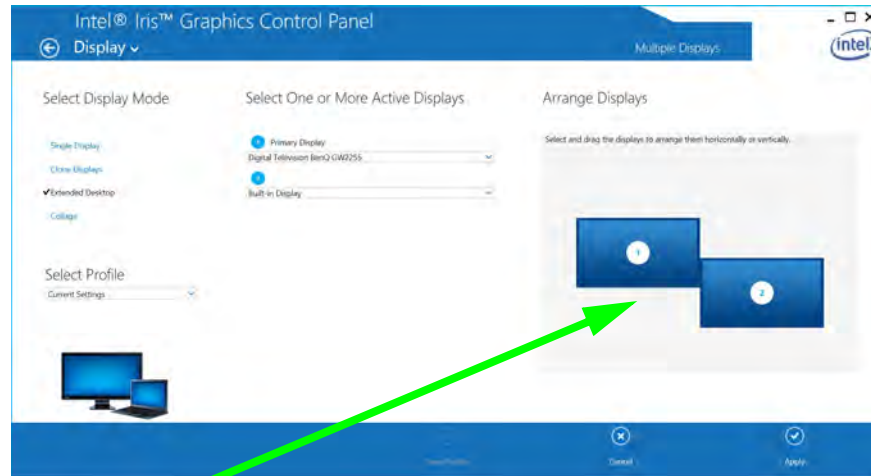 Intel® Iris™ Graphics Control Panel
Display
Multiple Displays
intel
Select Display Mode
Single Display
Clone Displays
Extended Desktop
Collage
Select Profile
Current Settings
Select One or More Active Displays
1 Primary Display
Digital Television BenQ GW2255
Built-in Display
Arrange Displays
Select and drag the displays to arrange them horizontally or vertically.
1
2
Cancel
Apply